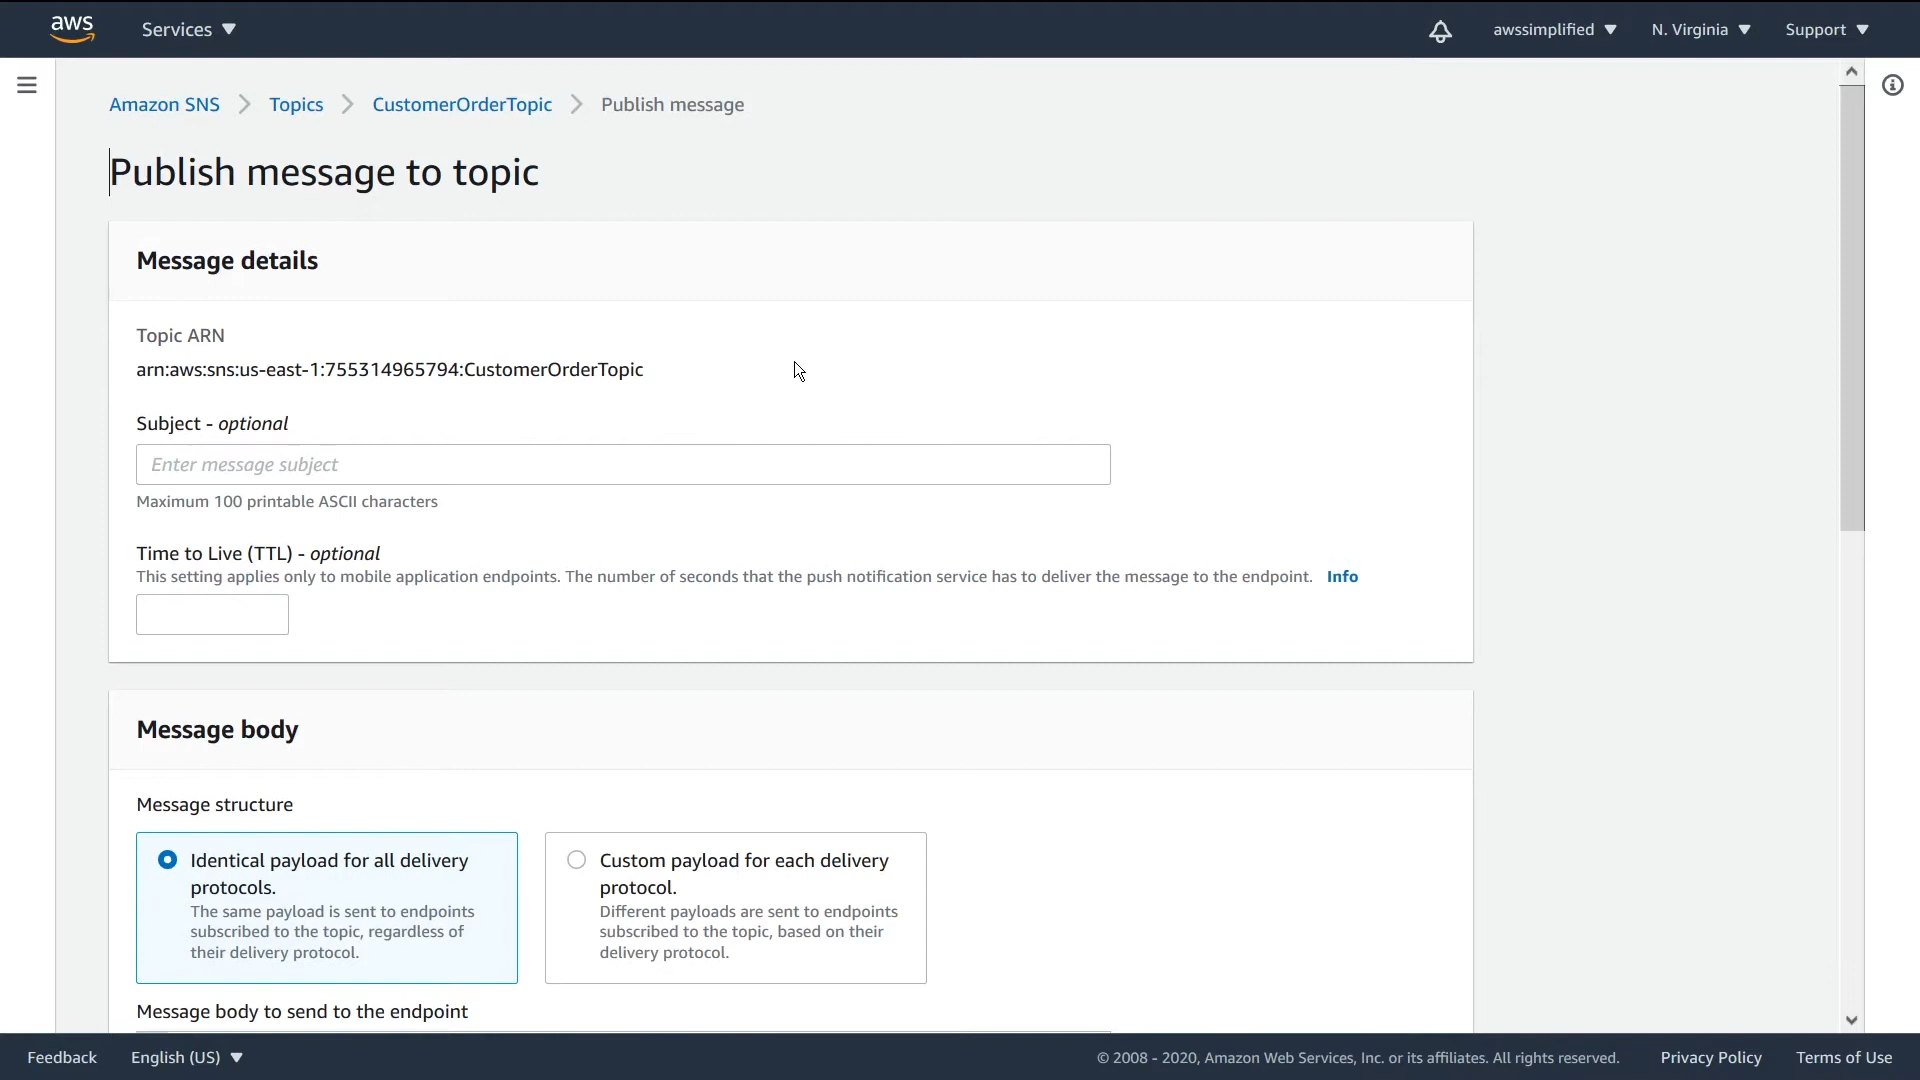 aws
Services
awssimplified
N. Virginia
Support
Amazon SNS
Topics
CustomerOrderTopic
Publish message
Publish message to topic
Message details
Topic ARN
arn:aws:sns:us-east-1:755314965794:CustomerOrderTopic
Subject - optional
Enter message subject
Maximum 100 printable ASCII characters
Time to Live (TTL) - optional
This setting applies only to mobile application endpoints. The number of seconds that the push notification service has to deliver the message to the endpoint. Info
Message body
Message structure
Identical payload for all delivery
protocols.
The same payload is sent to endpoints
subscribed to the topic, regardless of
their delivery protocol.
Custom payload for each delivery
protocol.
Different payloads are sent to endpoints
subscribed to the topic, based on their
delivery protocol.
Message body to send to the endpoint
Feedback
English (US)
© 2008 - 2020, Amazon Web Services, Inc. or its affiliates. All rights reserved.
Privacy Policy
Terms of Use